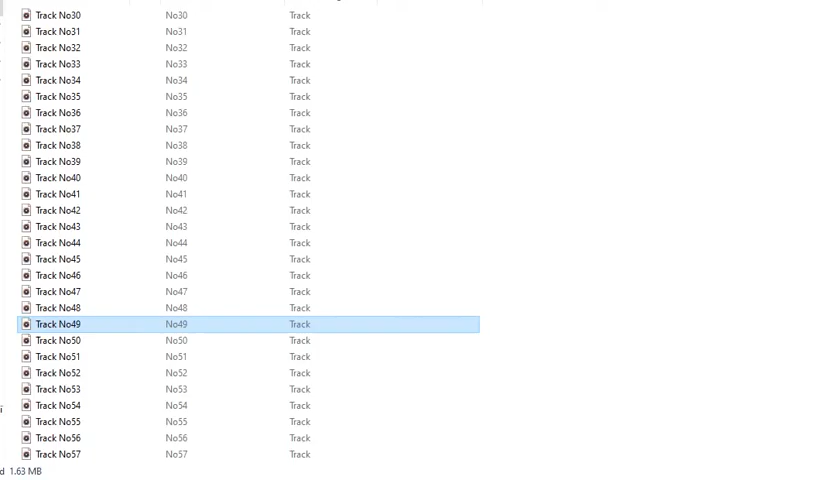 Track No30 No30 Track
Track No31 No31 Track
Track No32 No32 Track
Track No33 No33 Track
Track No34 No34 Track
Track No35 No35 Track
Track No36 No36 Track
Track No37 No37 Track
Track No38 No38 Track
Track No39 No39 Track
Track No40 No40 Track
Track No41 No41 Track
Track No42 No42 Track
Track No43 No43 Track
Track No44 No44 Track
Track No45 No45 Track
Track No46 No46 Track
Track No47 No47 Track
Track No48 No48 Track
Track No49 No49 Track
Track No50 No50 Track
Track No51 No51 Track
Track No52 No52 Track
Track No53 No53 Track
Track No54 No54 Track
Track No55 No55 Track
Track No56 No56 Track
Track No57 No57 Track
d 1.63 MB